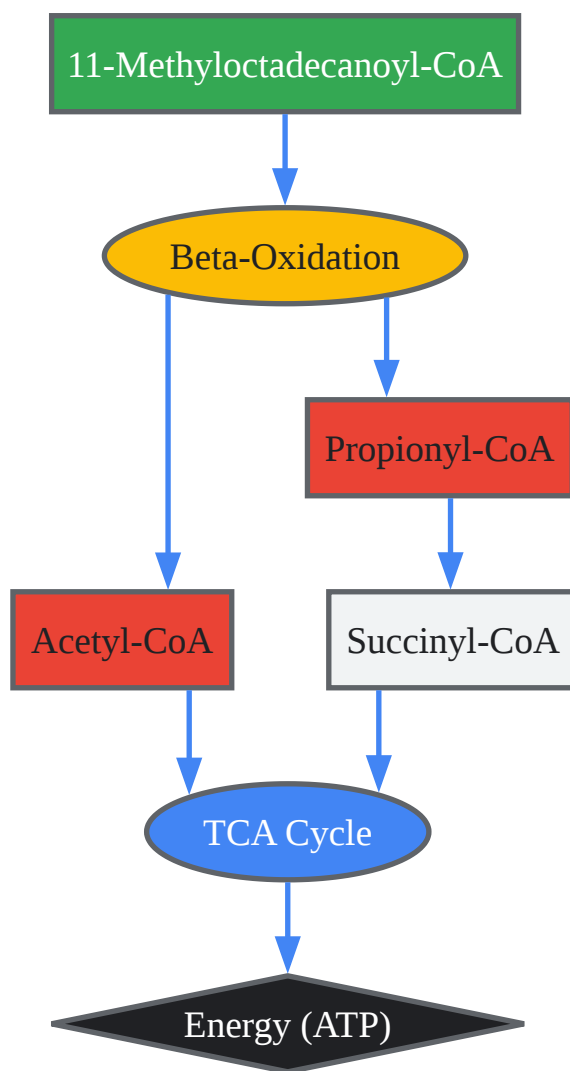 11-Methyloctadecanoyl-CoA
Beta-Oxidation
Propionyl-CoA
Acetyl-CoA
Succinyl-CoA
TCA Cycle
Energy (ATP)